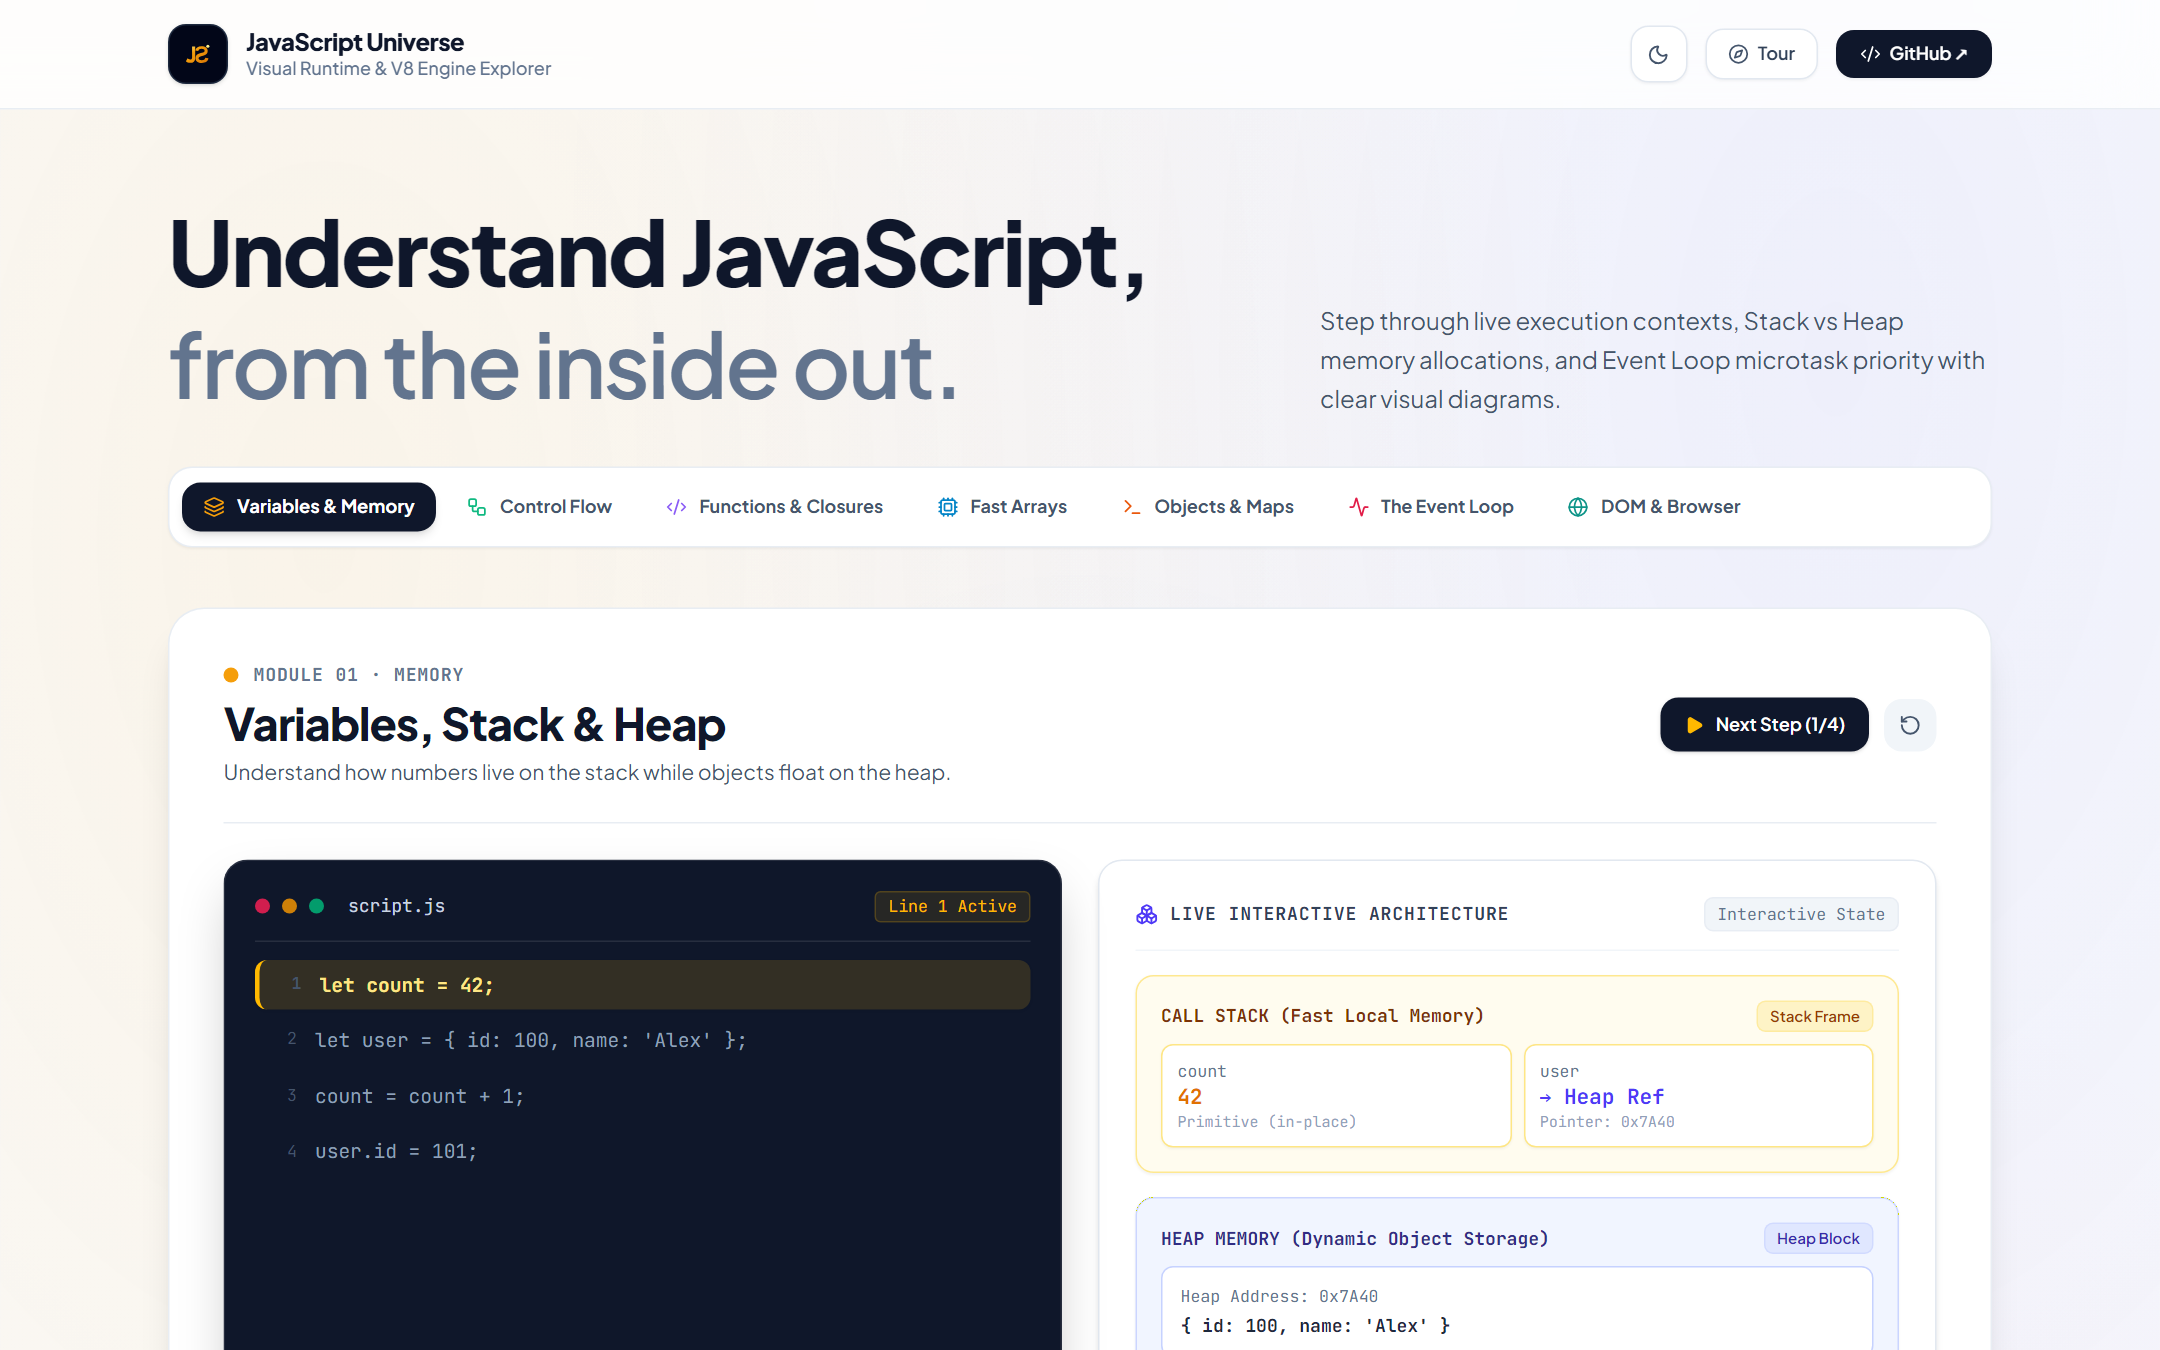 JS
JavaScript Universe
Visual Runtime & V8 Engine Explorer
Tour
</> GitHub ↗
Understand JavaScript,
from the inside out.
Step through live execution contexts, Stack vs Heap
memory allocations, and Event Loop microtask priority with
clear visual diagrams.
Variables & Memory
Control Flow
</> Functions & Closures
Fast Arrays
Objects & Maps
The Event Loop
DOM & Browser
MODULE 01 · MEMORY
Variables, Stack & Heap
Understand how numbers live on the stack while objects float on the heap.
Next Step (1/4)
script.js
Line 1 Active
1 let count = 42;
2 let user = { id: 100, name: 'Alex' };
3 count = count + 1;
4 user.id = 101;
LIVE INTERACTIVE ARCHITECTURE
Interactive State
CALL STACK (Fast Local Memory)
Stack Frame
count
42
Primitive (in-place)
user
→ Heap Ref
Pointer: 0x7A40
HEAP MEMORY (Dynamic Object Storage)
Heap Block
Heap Address: 0x7A40
{ id: 100, name: 'Alex' }